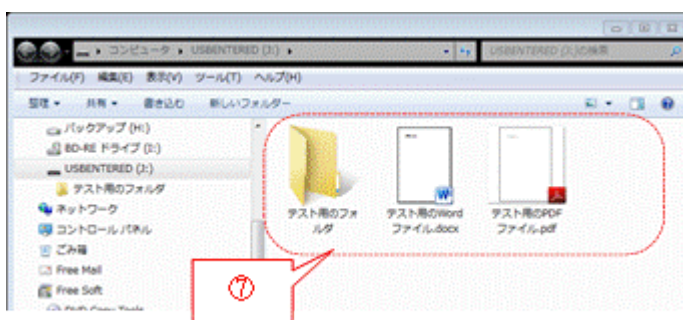 コンピュータ ▸ USBENTERED (J:) ▸
USBENTERED (J:)の検索
ファイル(F) 編集(E) 表示(V) ツール(T) ヘルプ(H)
整理 共有 書き込む 新しいフォルダー
バックアップ (H:)
BD-RE ドライブ (I:)
USBENTERED (J:)
テスト用のフォルダ
ネットワーク
コントロール パネル
ごみ箱
Free Mail
Free Soft
DVD Copy Tools
テスト用のフォ
ルダ
テスト用のWord
ファイル.docx
テスト用のPDF
ファイル.pdf
⑦